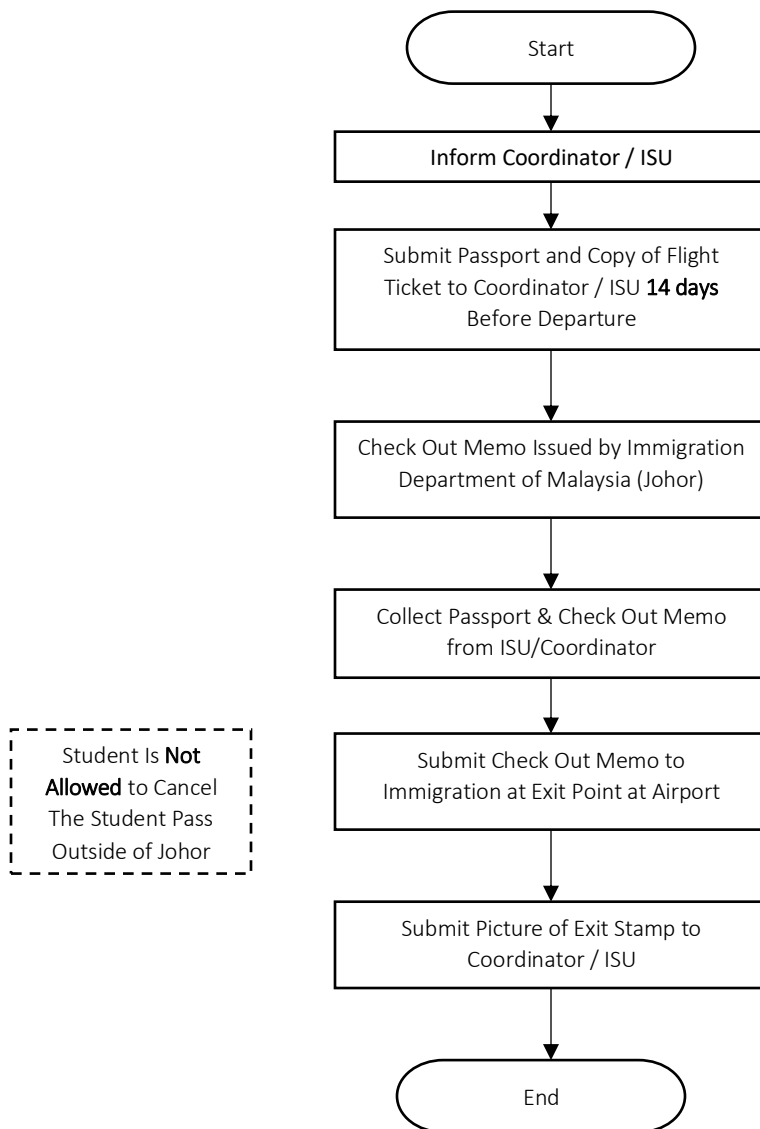 Start
Inform Coordinator / ISU
Submit Passport and Copy of Flight
Ticket to Coordinator / ISU 14 days
Before Departure
Check Out Memo Issued by Immigration
Department of Malaysia (Johor)
Collect Passport & Check Out Memo
from ISU/Coordinator
Student Is Not
Allowed to Cancel
The Student Pass
Outside of Johor
Submit Check Out Memo to
Immigration at Exit Point at Airport
Submit Picture of Exit Stamp to
Coordinator / ISU
End